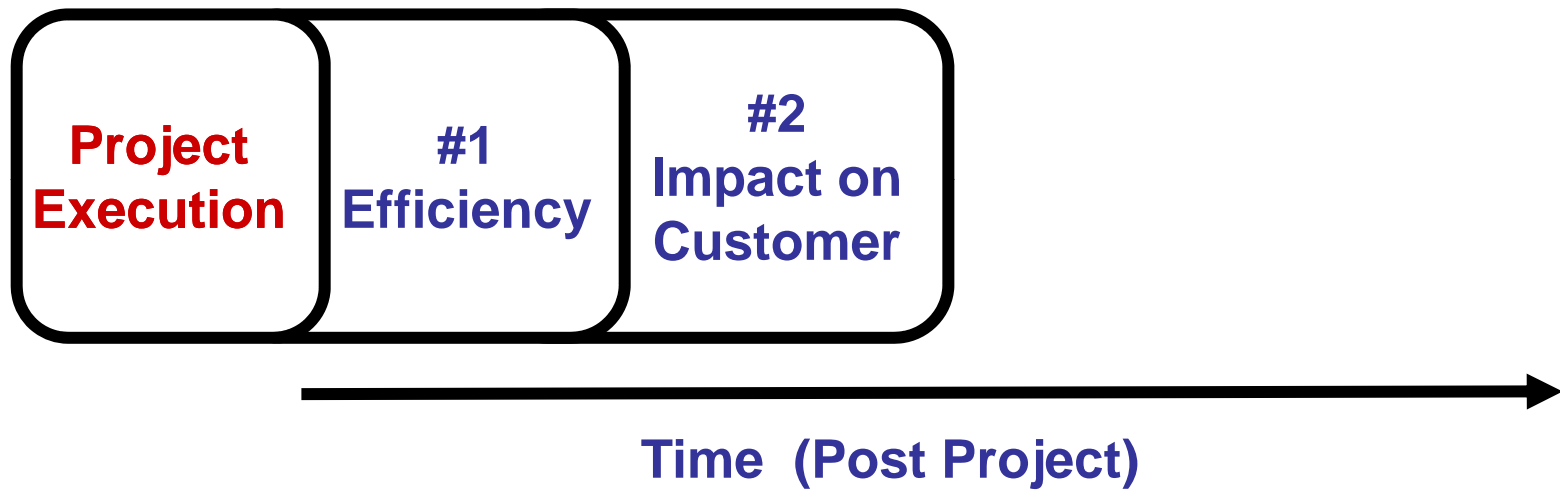 Project
Execution
#1
Efficiency
#2
Impact on
Customer
Time (Post Project)